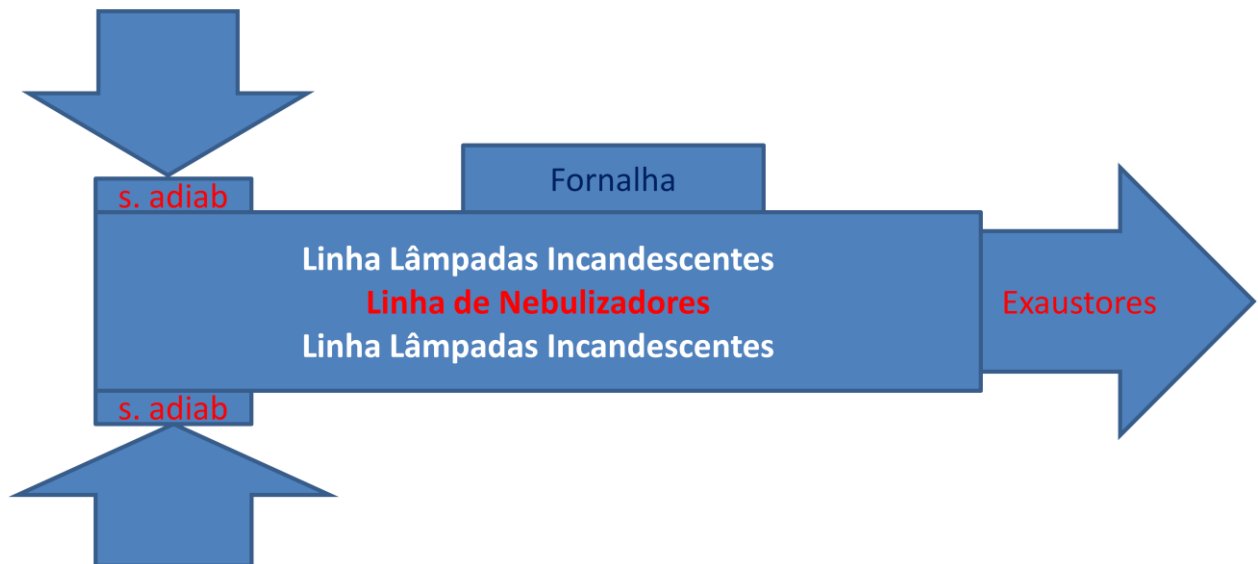 s. adiab
Fornalha
Linha Lâmpadas Incandescentes
Linha de Nebulizadores
Linha Lâmpadas Incandescentes
Exaustores
s. adiab